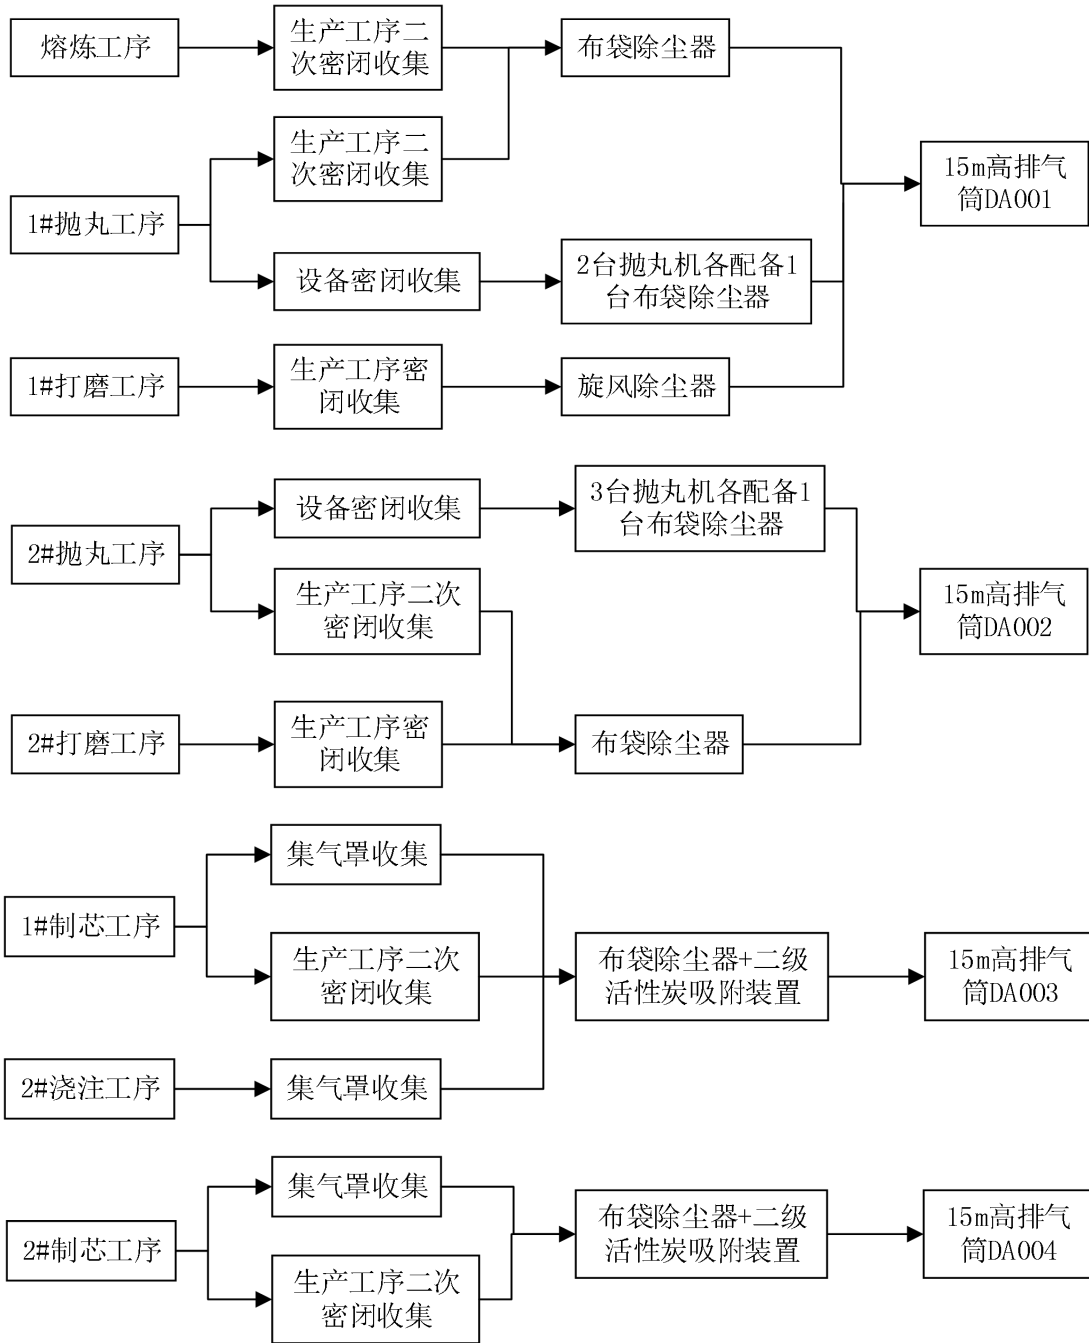 熔炼工序
生产工序二
次密闭收集
布袋除尘器
生产工序二
次密闭收集
15m高排气
筒DA001
1#抛丸工序
设备密闭收集
2台抛丸机各配备1
台布袋除尘器
1#打磨工序
生产工序密
闭收集
旋风除尘器
设备密闭收集
3台抛丸机各配备1
台布袋除尘器
2#抛丸工序
生产工序二次
密闭收集
15m高排气
筒DA002
2#打磨工序
生产工序密
闭收集
布袋除尘器
集气罩收集
1#制芯工序
生产工序二次
密闭收集
布袋除尘器+二级
活性炭吸附装置
15m高排气
筒DA003
2#浇注工序
集气罩收集
集气罩收集
2#制芯工序
布袋除尘器+二级
活性炭吸附装置
15m高排气
筒DA004
生产工序二次
密闭收集